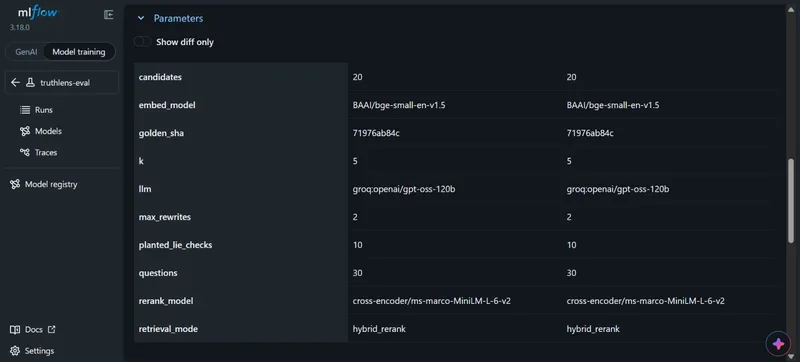 mlflow
3.18.0
GenAI Model training
truthlens-eval
Runs
Models
Traces
Model registry
Docs
Settings
Parameters
Show diff only
candidates 20 20
embed_model BAAI/bge-small-en-v1.5 BAAI/bge-small-en-v1.5
golden_sha 71976ab84c 71976ab84c
k 5 5
llm groq:openai/gpt-oss-120b groq:openai/gpt-oss-120b
max_rewrites 2 2
planted_lie_checks 10 10
questions 30 30
rerank_model cross-encoder/ms-marco-MiniLM-L-6-v2 cross-encoder/ms-marco-MiniLM-L-6-v2
retrieval_mode hybrid_rerank hybrid_rerank